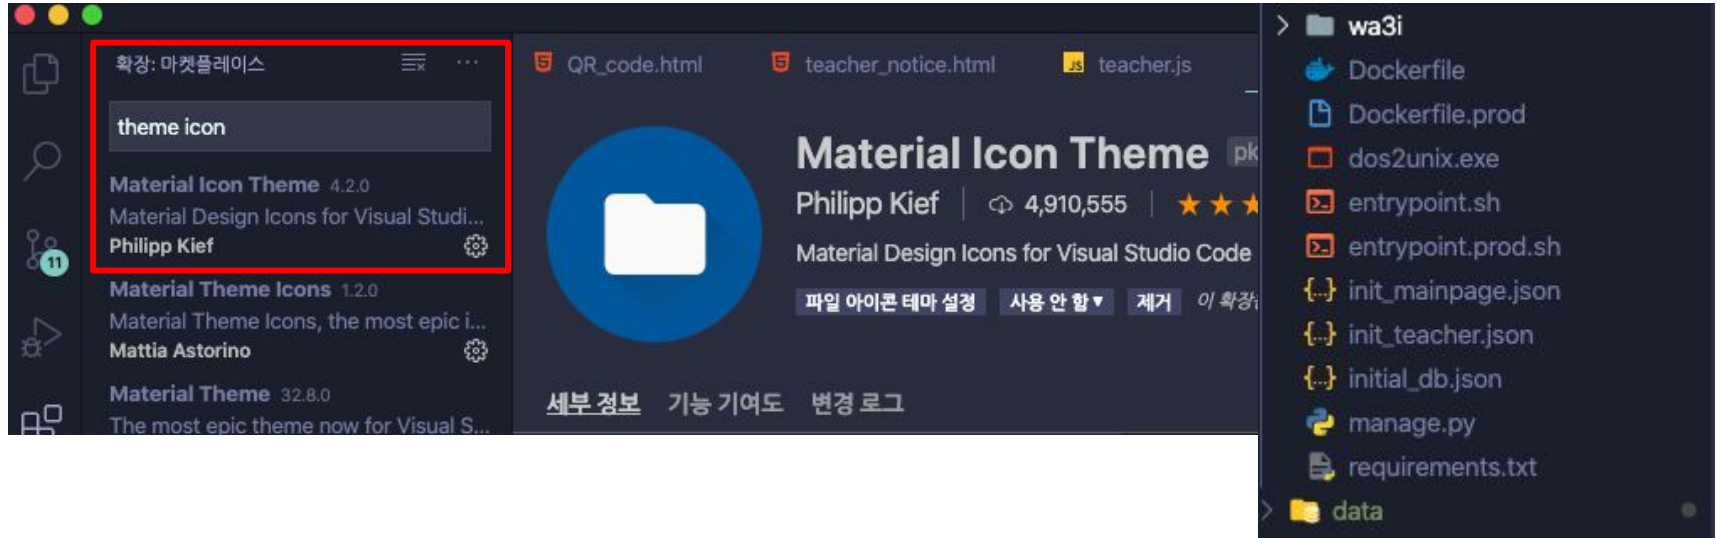 확장: 마켓플레이스
theme icon
Material Icon Theme 4.2.0
Material Design Icons for Visual Studi...
Philipp Kief
11
Material Theme Icons 1.2.0
Material Theme Icons, the most epic i...
Mattia Astorino
Material Theme 32.8.0
The most epic theme now for Visual S...
QR_code.html
teacher_notice.html
JS teacher.js
Material Icon Theme pk
Philipp Kief 4,910,555
Material Design Icons for Visual Studio Code
파일 아이콘 테마 설정 사용 안 함 제거 이 확장
세부 정보 기능 기여도 변경 로그
wa3i
Dockerfile
Dockerfile.prod
dos2unix.exe
entrypoint.sh
entrypoint.prod.sh
{...} init_mainpage.json
{...} init_teacher.json
{...} initial_db.json
manage.py
requirements.txt
data